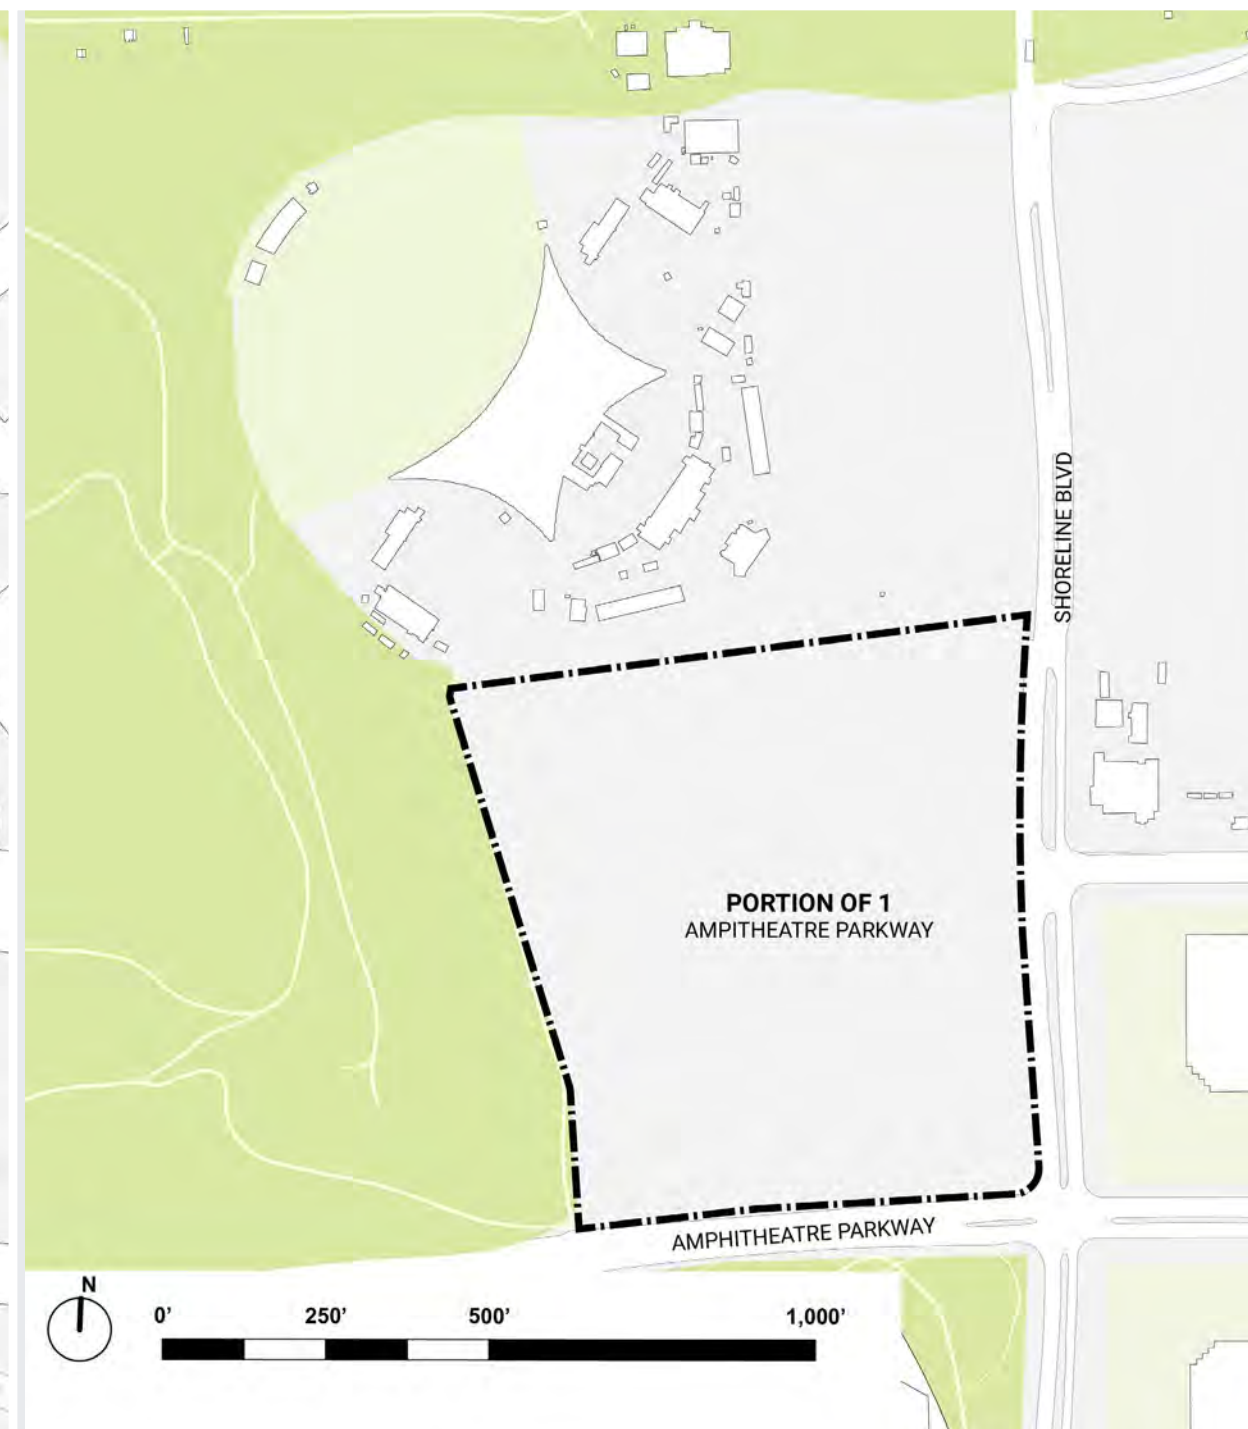 SHORELINE BLVD
PORTION OF 1
AMPITHEATRE PARKWAY
AMPHITHEATRE PARKWAY
N
0' 250' 500' 1,000'